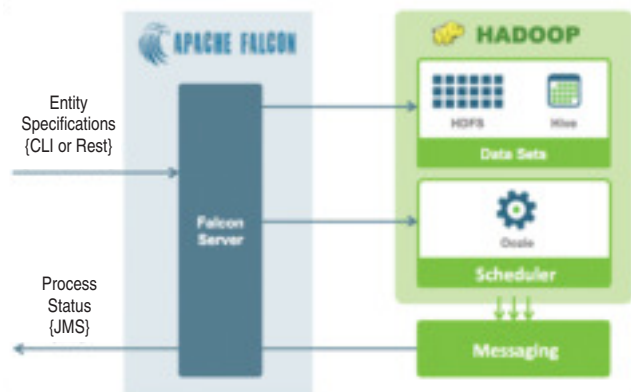 APACHE FALCON
HADOOP
Entity
Specifications
{CLI or Rest}
HDFS
Hive
Data Sets
Falcon
Server
Oozie
Scheduler
Process
Status
{JMS}
Messaging